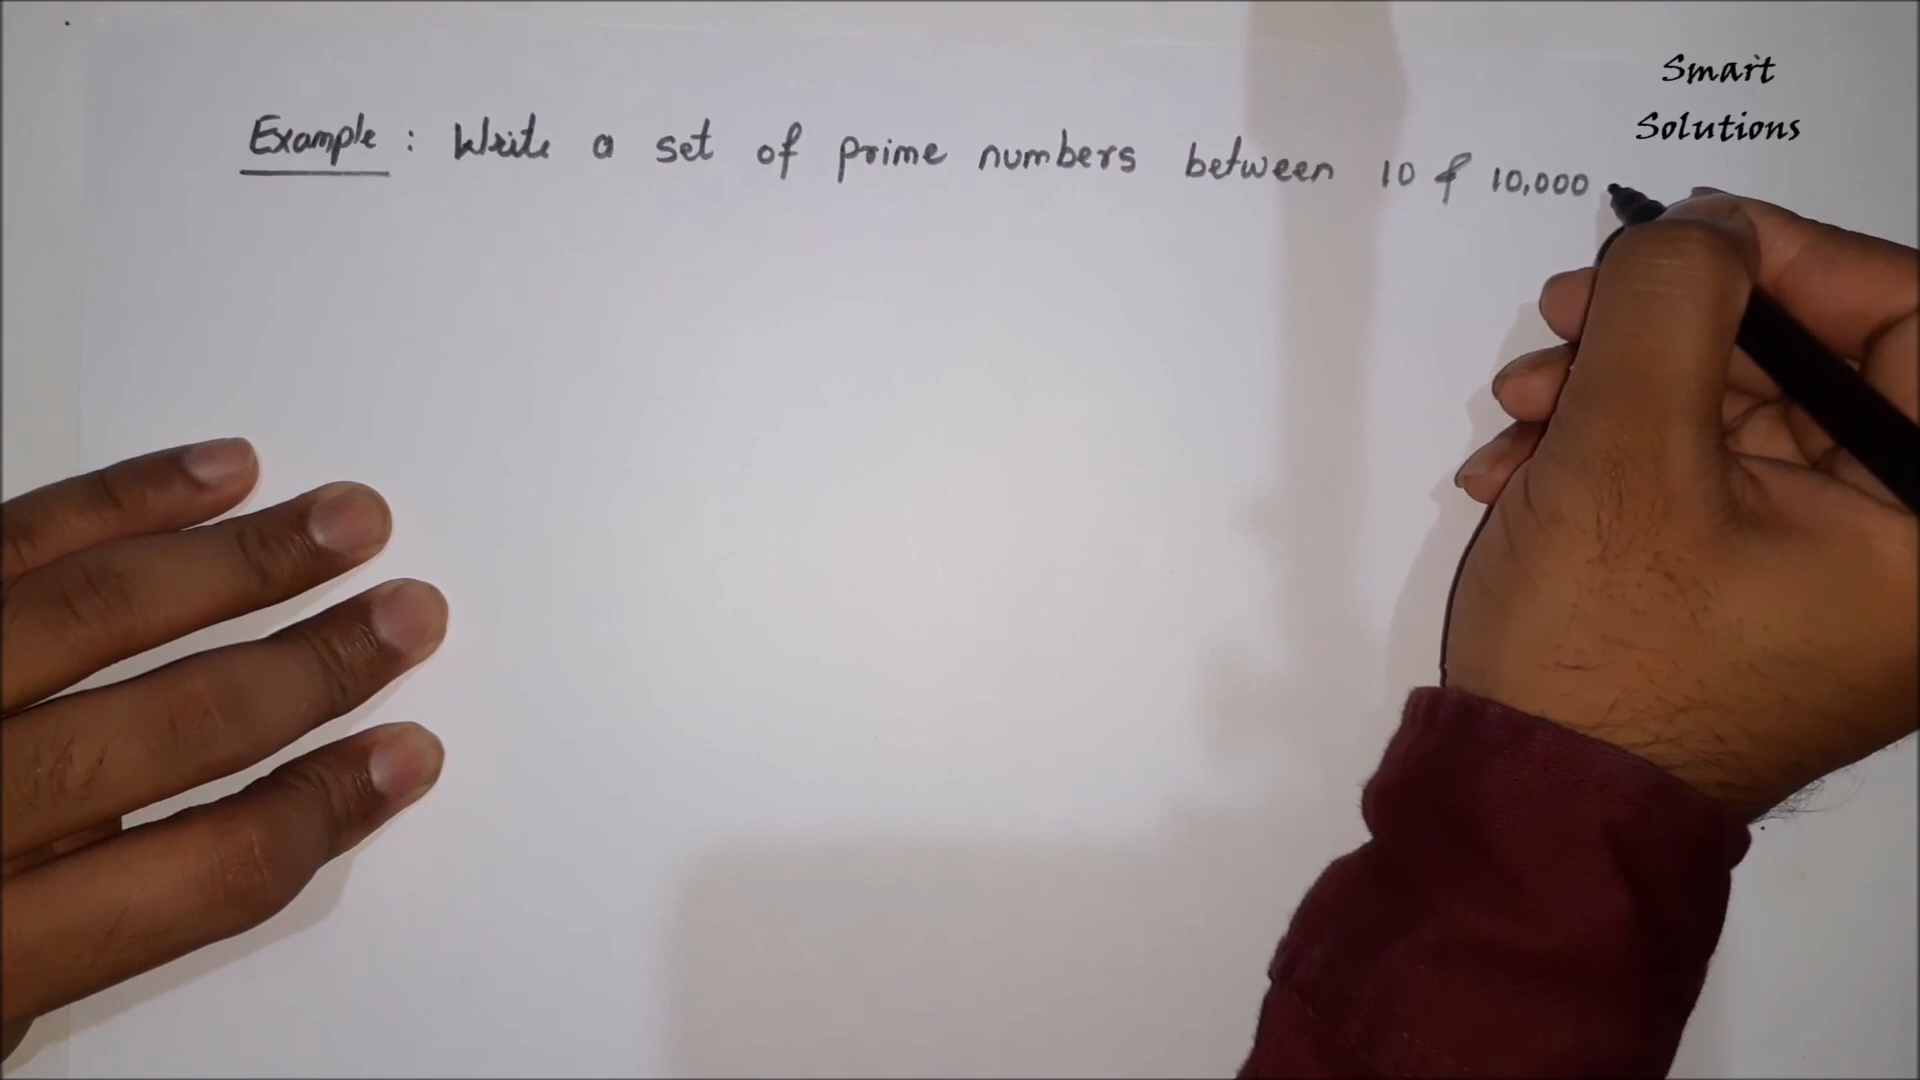 Example : Write a set of prime numbers between 10 & 10,000
Smart
Solutions